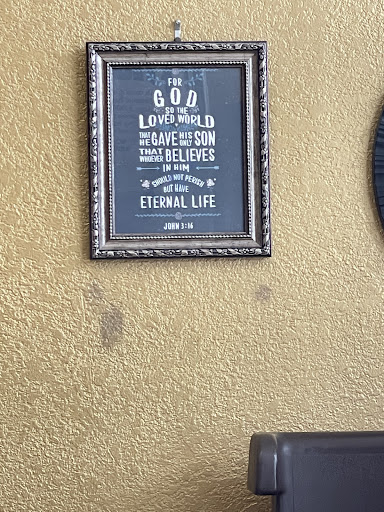 FOR
GOD
SO THE
LOVED WORLD
THAT HE GAVE HIS ONLY SON
THAT WHOEVER BELIEVES
IN HIM
SHOULD NOT PERISH
BUT HAVE
ETERNAL LIFE
JOHN 3:16